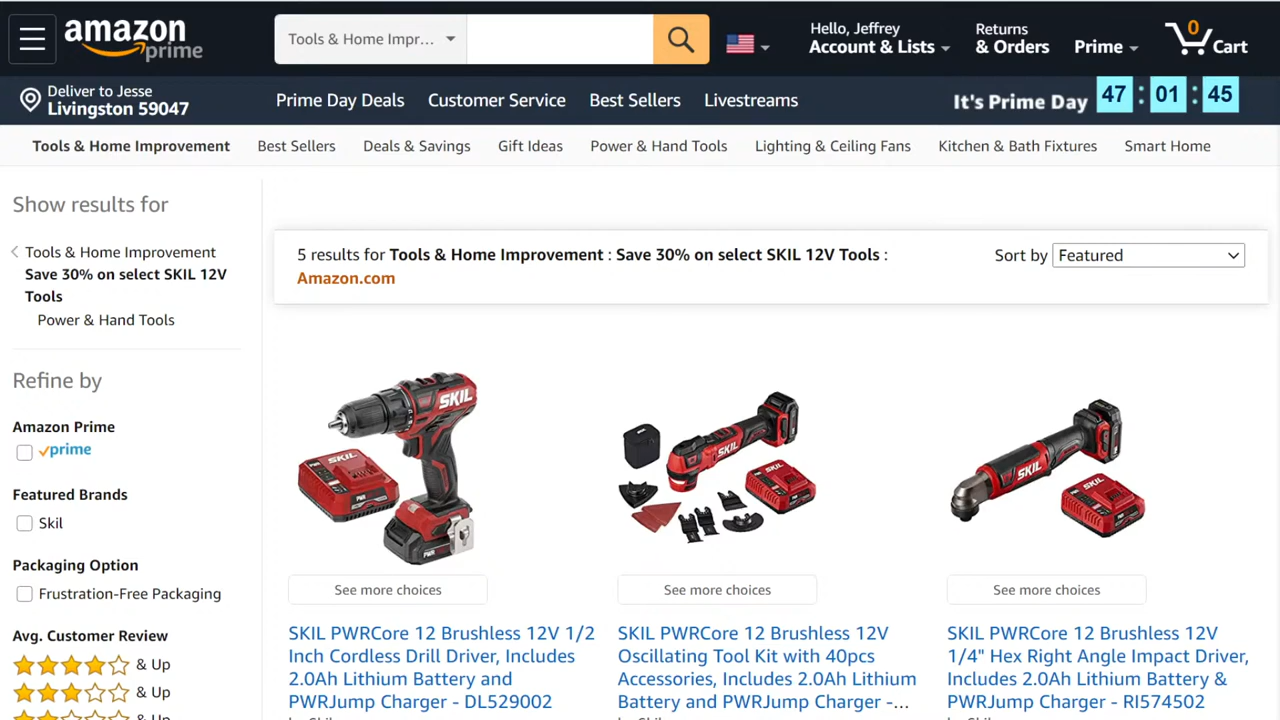 amazon
prime
Tools & Home Impr...
Hello, Jeffrey
Account & Lists
Returns
& Orders
Prime
0
Cart
Deliver to Jesse
Livingston 59047
Prime Day Deals
Customer Service
Best Sellers
Livestreams
It's Prime Day
47 : 01 : 45
Tools & Home Improvement
Best Sellers
Deals & Savings
Gift Ideas
Power & Hand Tools
Lighting & Ceiling Fans
Kitchen & Bath Fixtures
Smart Home
Show results for
Tools & Home Improvement
Save 30% on select SKIL 12V
Tools
Power & Hand Tools
Refine by
Amazon Prime
prime
Featured Brands
Skil
Packaging Option
Frustration-Free Packaging
Avg. Customer Review
& Up
& Up
& Up
5 results for Tools & Home Improvement : Save 30% on select SKIL 12V Tools :
Amazon.com
Sort by Featured
SKIL
SKIL
PWR
SKIL
SKIL
SKIL
SKIL
See more choices
See more choices
See more choices
SKIL PWRCore 12 Brushless 12V 1/2
Inch Cordless Drill Driver, Includes
2.0Ah Lithium Battery and
PWRJump Charger - DL529002
SKIL PWRCore 12 Brushless 12V
Oscillating Tool Kit with 40pcs
Accessories, Includes 2.0Ah Lithium
Battery and PWRJump Charger -...
SKIL PWRCore 12 Brushless 12V
1/4" Hex Right Angle Impact Driver,
Includes 2.0Ah Lithium Battery &
PWRJump Charger - RI574502